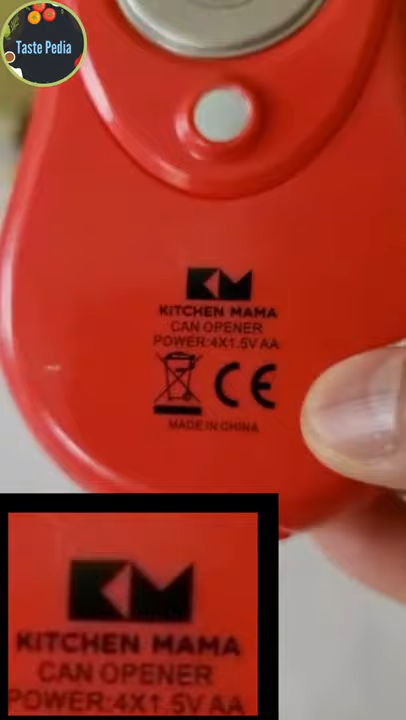 Taste Pedia
KM
KITCHEN MAMA
CAN OPENER
POWER:4X1.5V AA
CE
MADE IN CHINA
KM
KITCHEN MAMA
CAN OPENER
POWER:4X1.5V AA